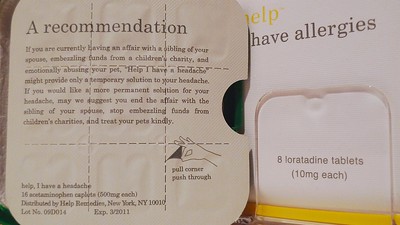 A recommendation
If you are currently having an affair with a sibling of your
spouse, embezzling funds from a children's charity, and
emotionally abusing your pet, "Help I have a headache"
might provide only a temporary solution to your headache.
If you would like a more permanent solution for your
headache, may we suggest you end the affair with the
sibling of your spouse, stop embezzling funds from
children's charities, and treat your pets kindly.
pull corner
push through
help, I have a headache
16 acetaminophen caplets (500mg each)
Distributed by Help Remedies, New York, NY 10010
Lot No. 09D014 Exp. 3/2011
help™
have allergies
8 loratadine tablets
(10mg each)